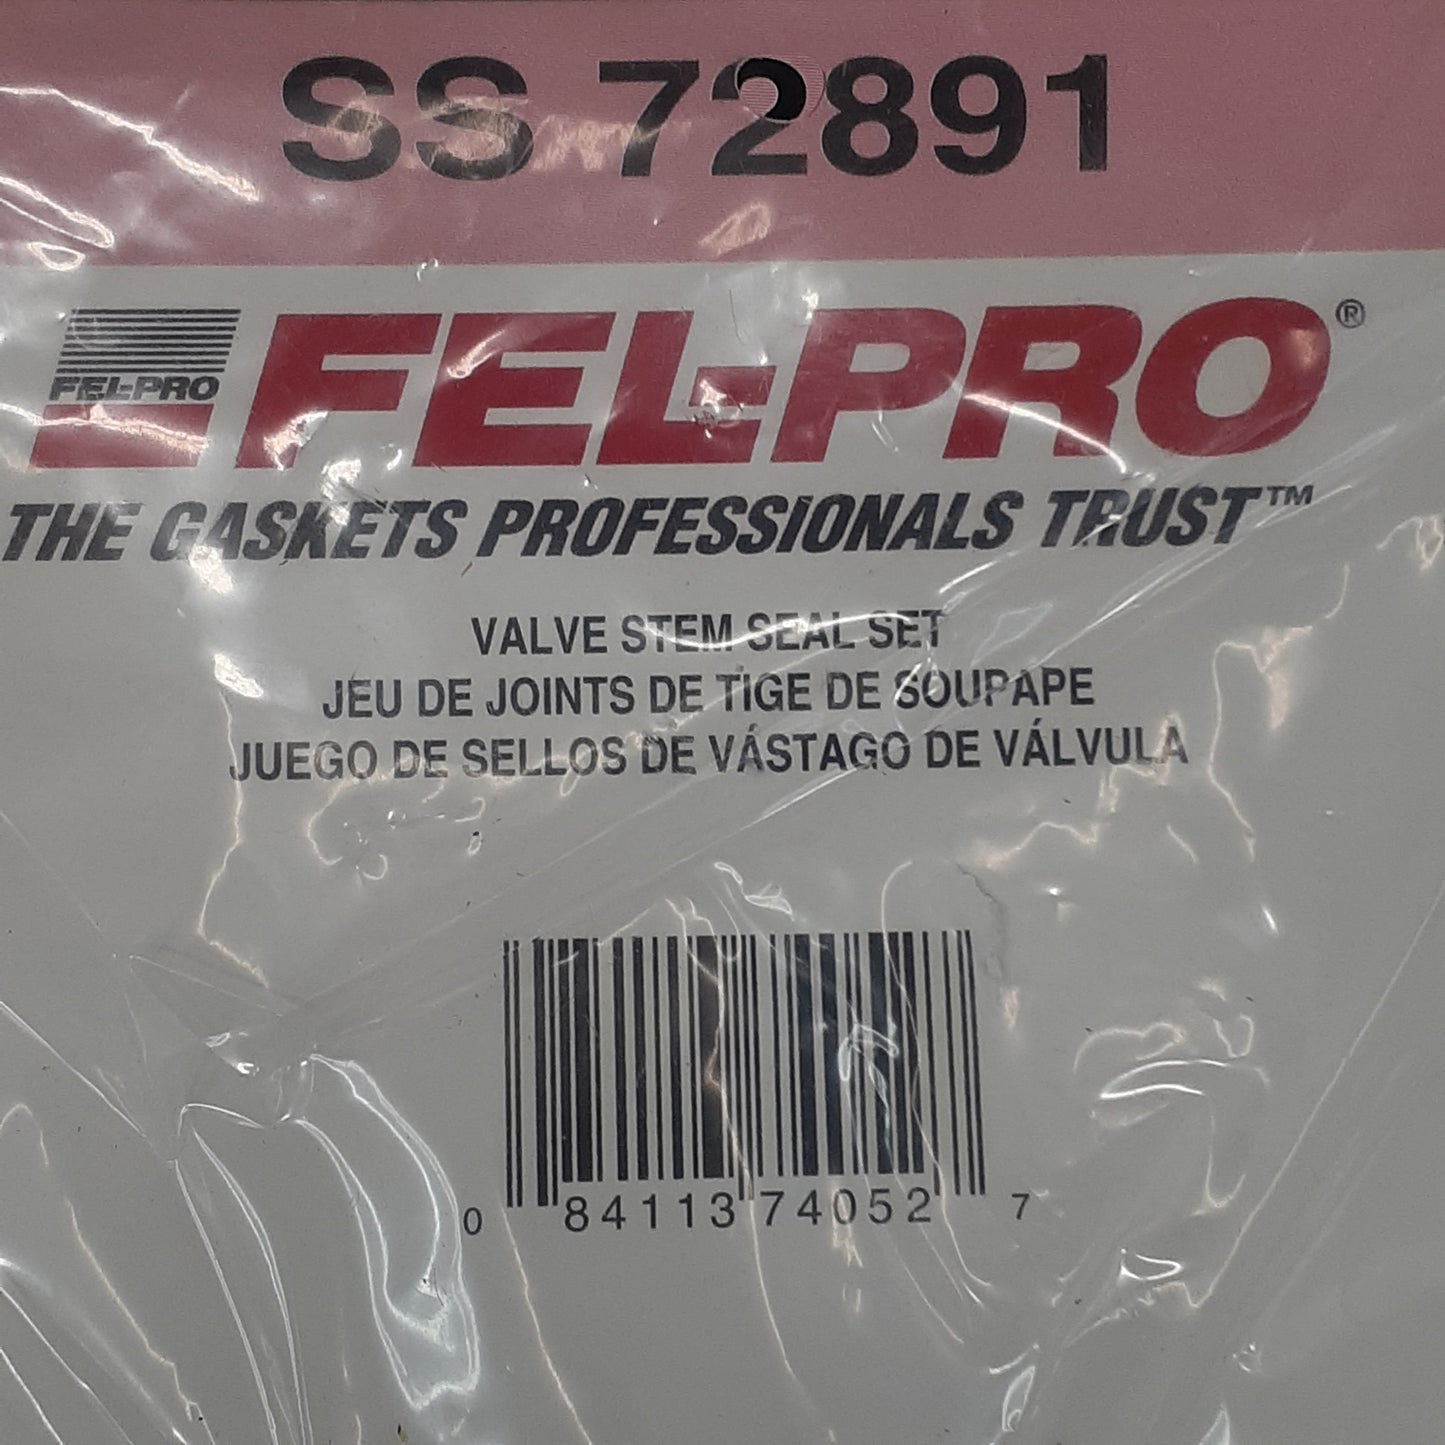 SS 72891
FEL-PRO
FEL-PRO®
THE GASKETS PROFESSIONALS TRUST™
VALVE STEM SEAL SET
JEU DE JOINTS DE TIGE DE SOUPAPE
JUEGO DE SELLOS DE VÁSTAGO DE VÁLVULA
0 84113 74052 7